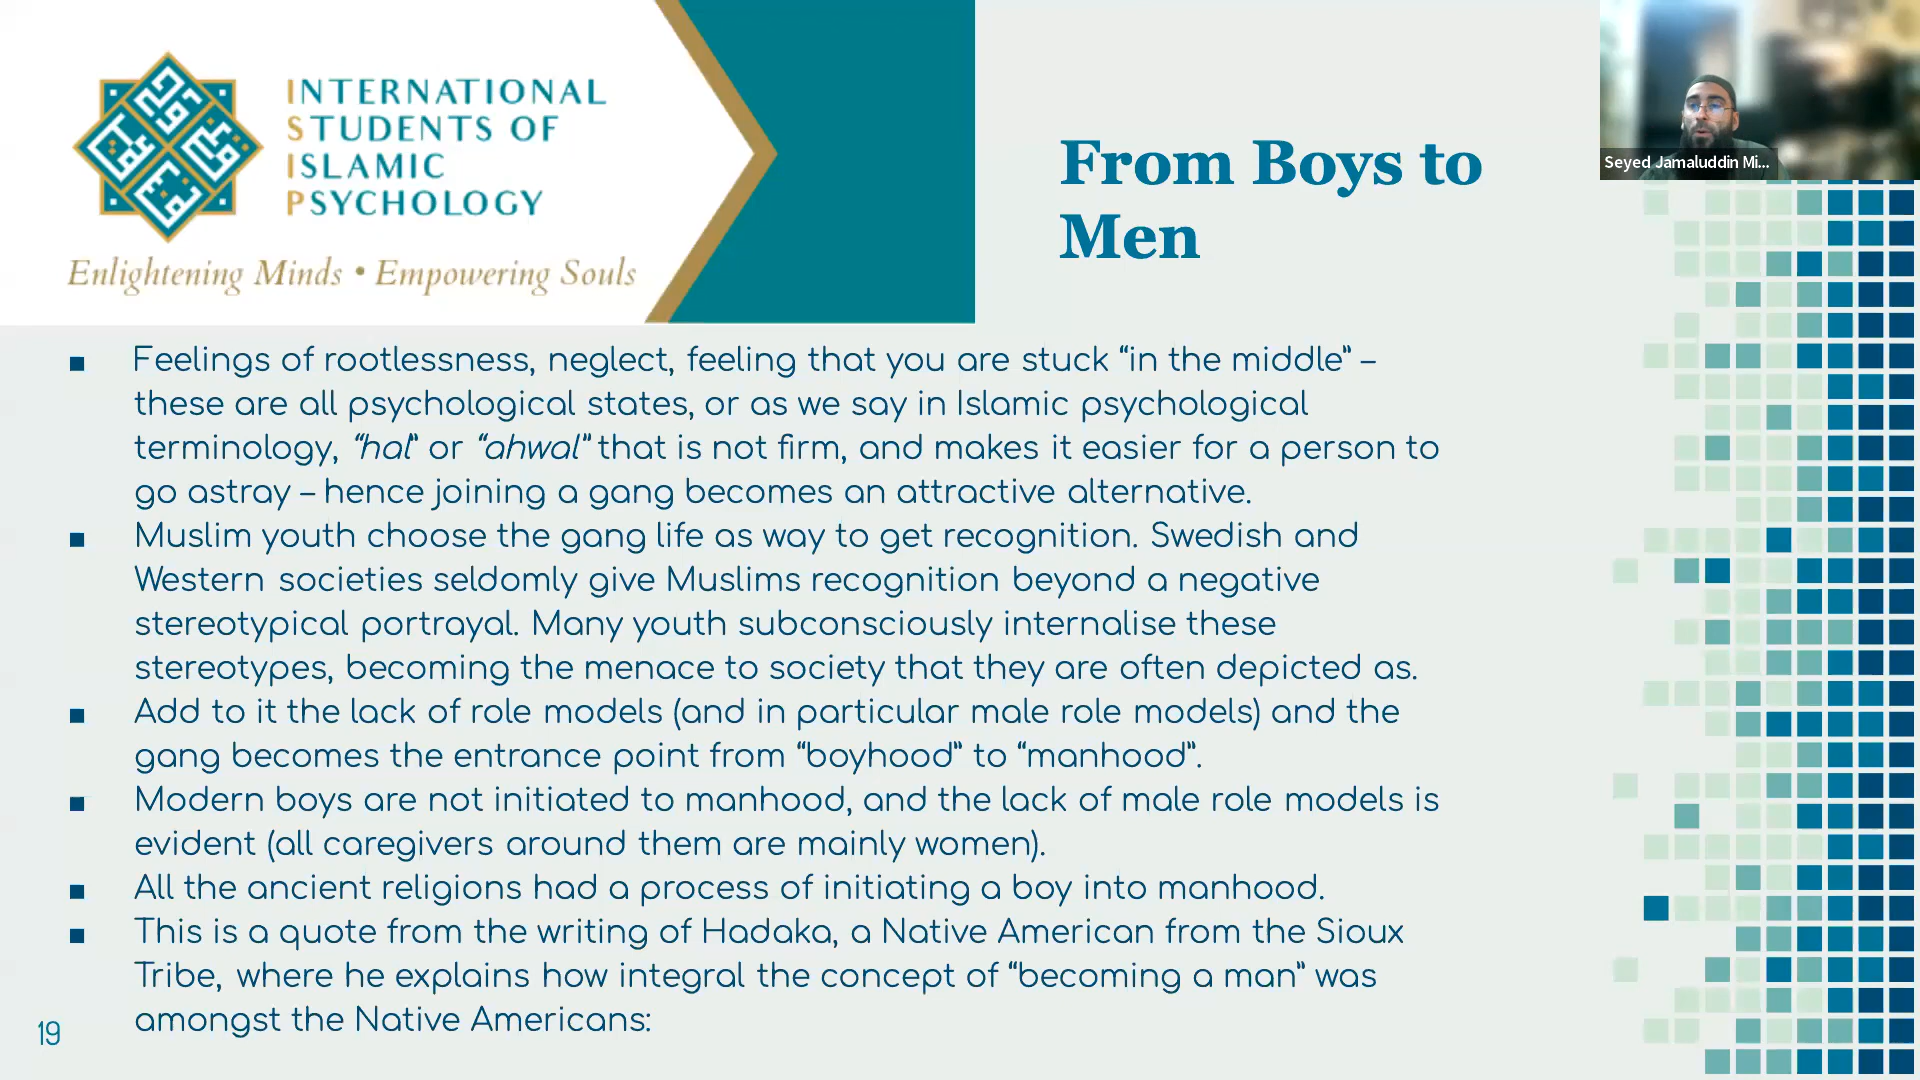 INTERNATIONAL
STUDENTS OF
ISLAMIC
PSYCHOLOGY
Enlightening Minds • Empowering Souls
From Boys to
Men
Seyed Jamaluddin Mi...
■ Feelings of rootlessness, neglect, feeling that you are stuck “in the middle” –
these are all psychological states, or as we say in Islamic psychological
terminology, “hal” or “ahwal” that is not firm, and makes it easier for a person to
go astray – hence joining a gang becomes an attractive alternative.
■ Muslim youth choose the gang life as way to get recognition. Swedish and
Western societies seldomly give Muslims recognition beyond a negative
stereotypical portrayal. Many youth subconsciously internalise these
stereotypes, becoming the menace to society that they are often depicted as.
■ Add to it the lack of role models (and in particular male role models) and the
gang becomes the entrance point from “boyhood” to “manhood”.
■ Modern boys are not initiated to manhood, and the lack of male role models is
evident (all caregivers around them are mainly women).
■ All the ancient religions had a process of initiating a boy into manhood.
■ This is a quote from the writing of Hadaka, a Native American from the Sioux
Tribe, where he explains how integral the concept of “becoming a man” was
amongst the Native Americans:
19